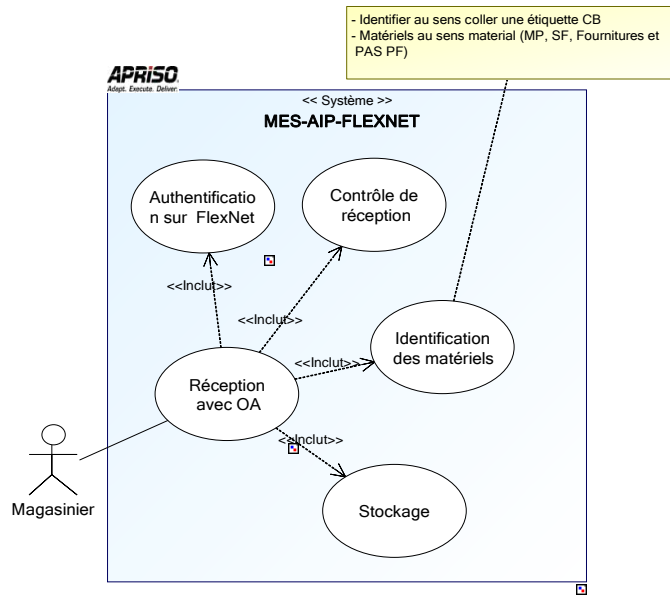 - Identifier au sens coller une étiquette CB
- Matériels au sens material (MP, SF, Fournitures et
PAS PF)
APRISO
Adapt. Execute. Deliver.
<< Système >>
MES-AIP-FLEXNET
Authentificatio
n sur FlexNet
Contrôle de
réception
<<Inclut>>
<<Inclut>>
Identification
des matériels
<<Inclut>>
Réception
avec OA
<<Inclut>>
Magasinier
Stockage